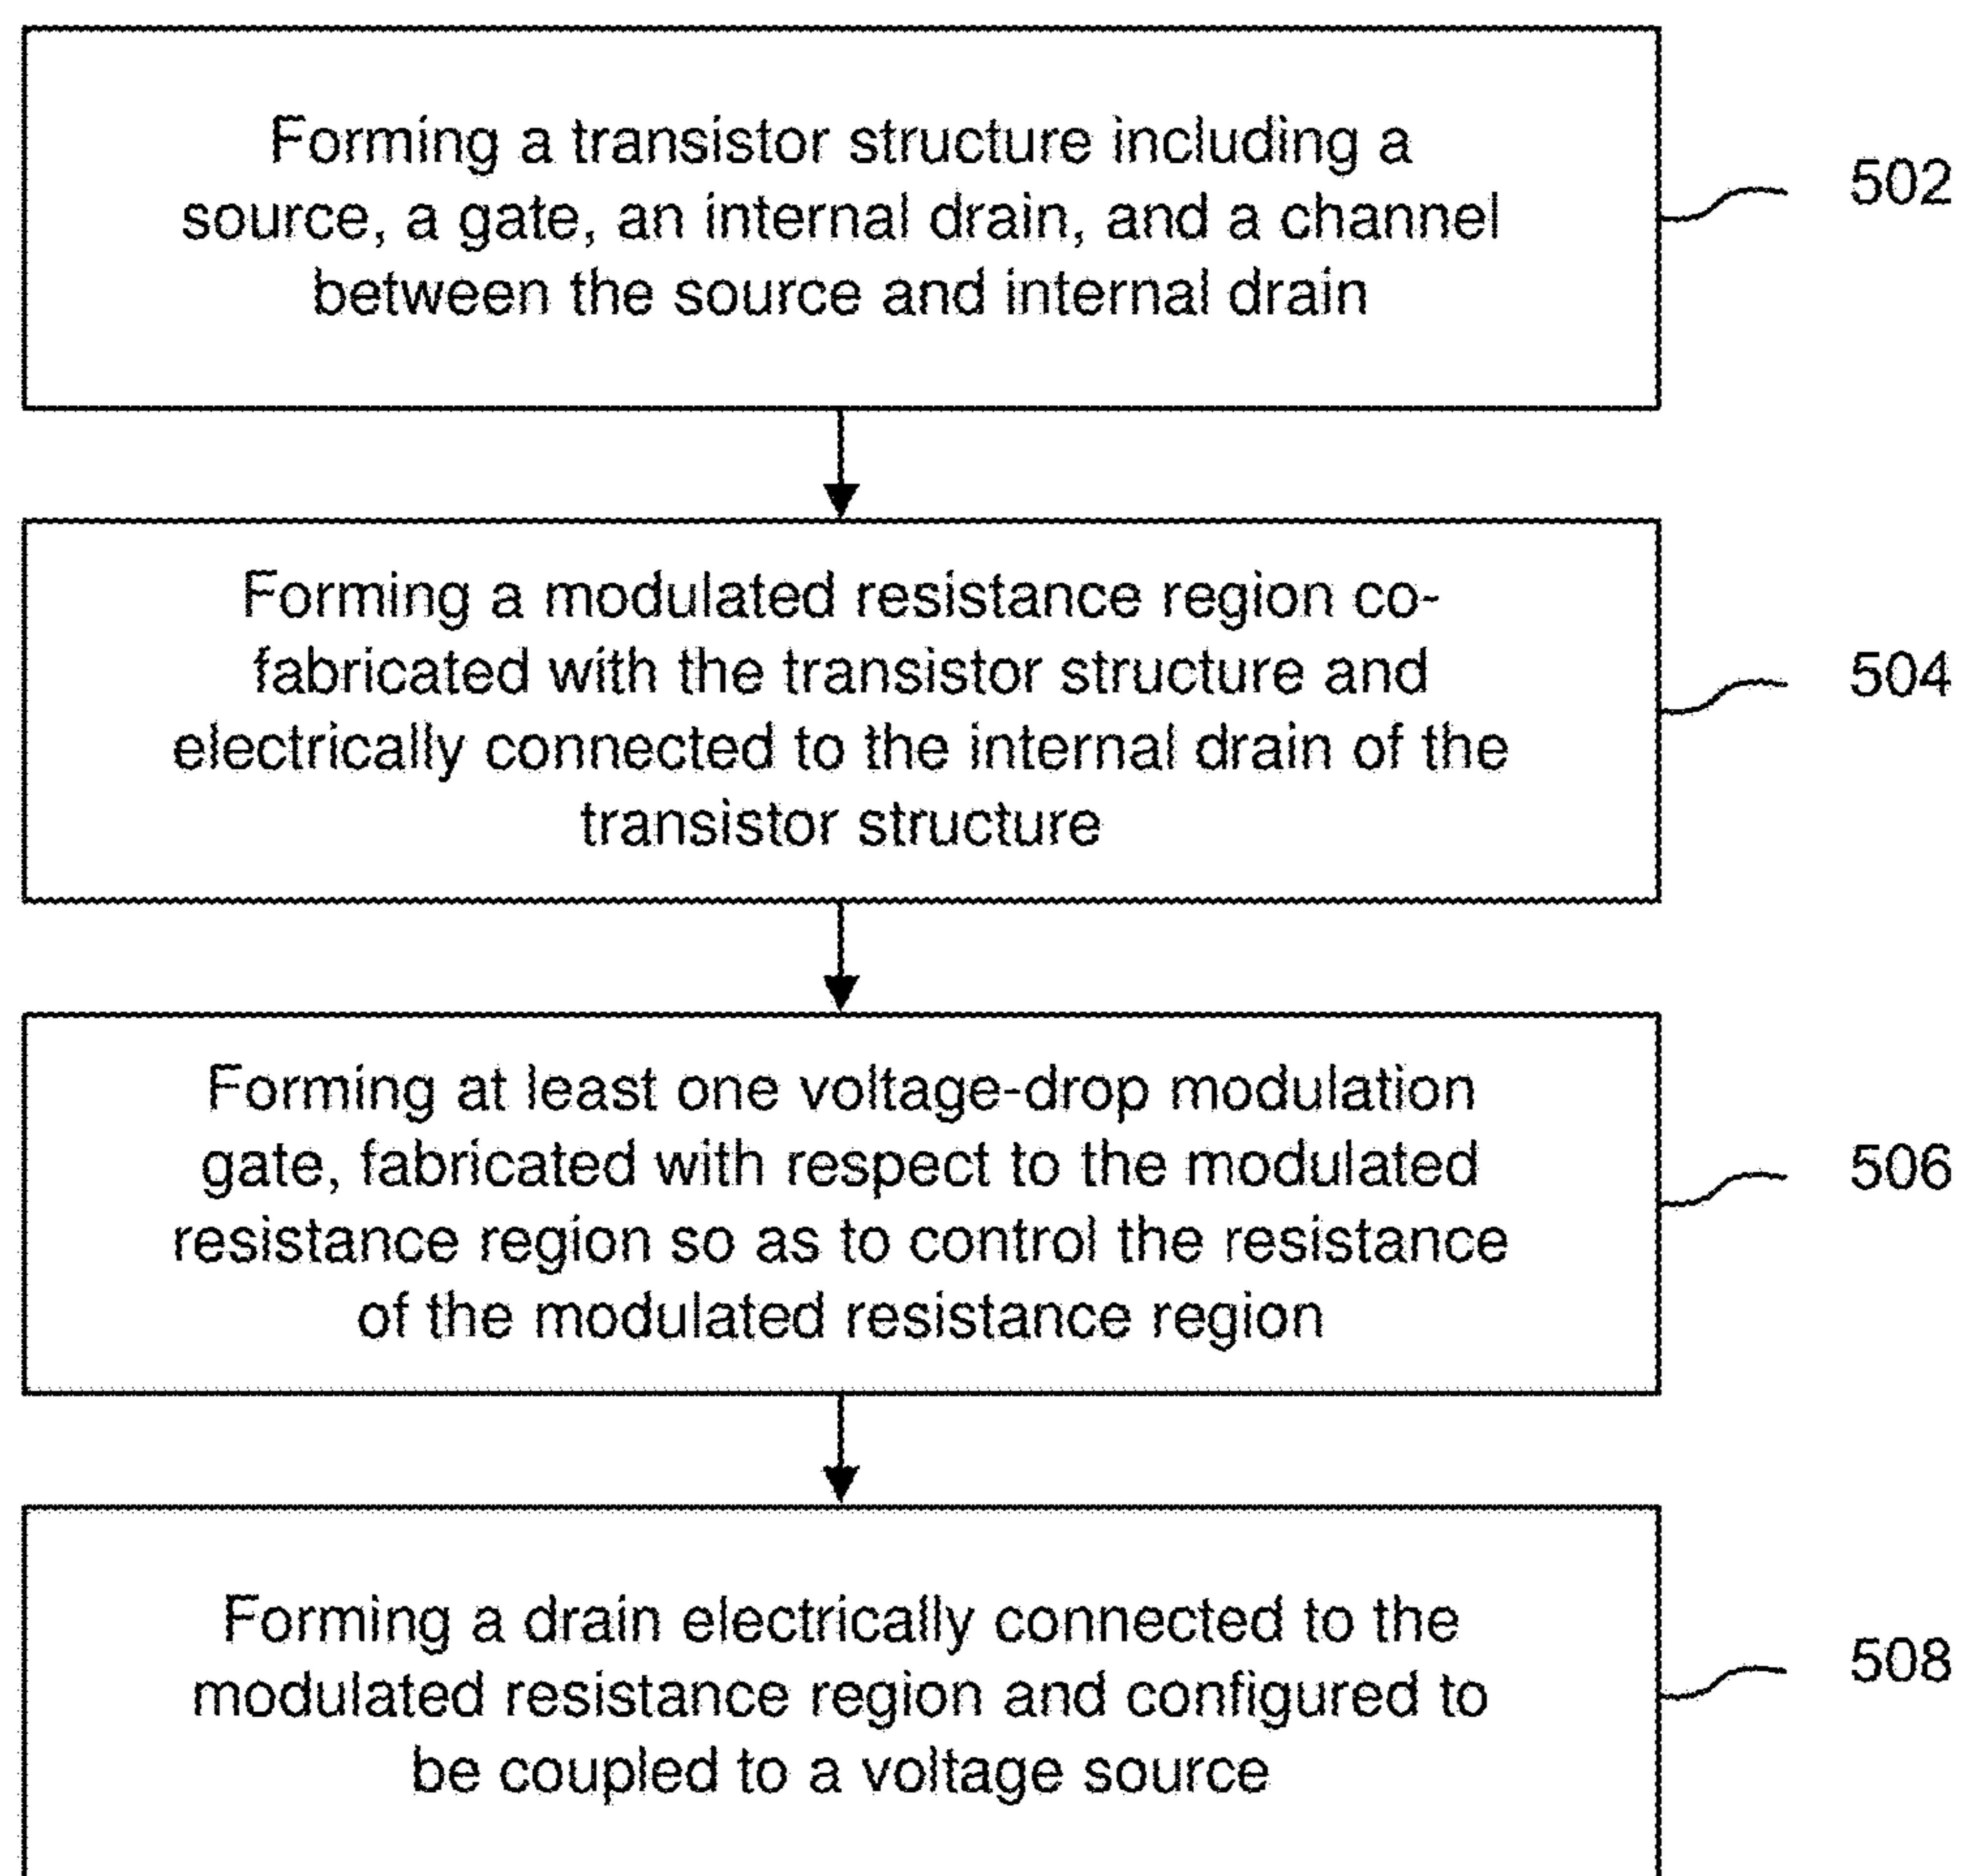 Forming a transistor structure including a
source, a gate, an internal drain, and a channel
between the source and internal drain
502
Forming a modulated resistance region co-
fabricated with the transistor structure and
electrically connected to the internal drain of the
transistor structure
504
Forming at least one voltage-drop modulation
gate, fabricated with respect to the modulated
resistance region so as to control the resistance
of the modulated resistance region
506
Forming a drain electrically connected to the
modulated resistance region and configured to
be coupled to a voltage source
508